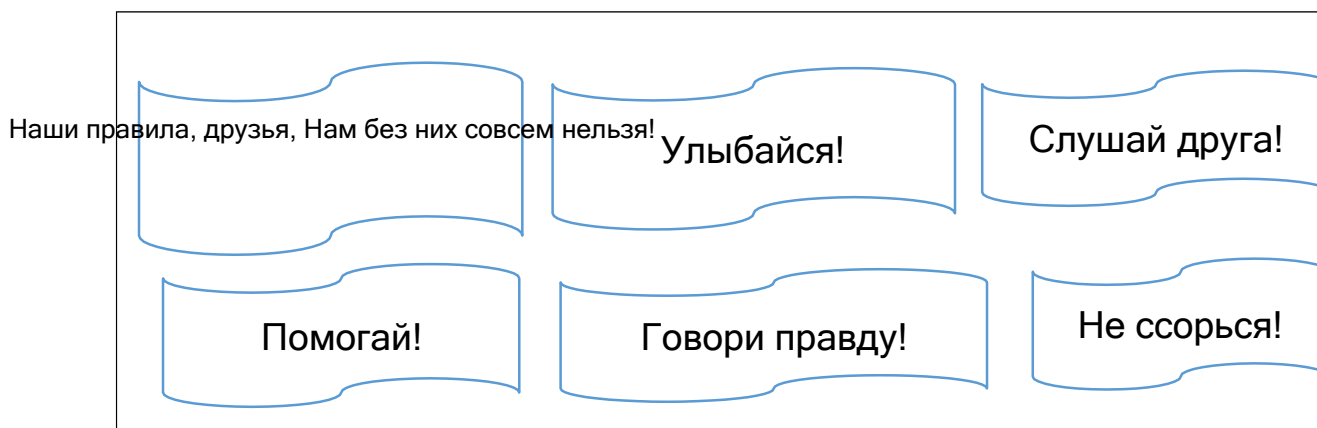 Наши правила, друзья, Нам без них совсем нельзя!
Улыбайся!
Слушай друга!
Помогай!
Говори правду!
Не ссорься!